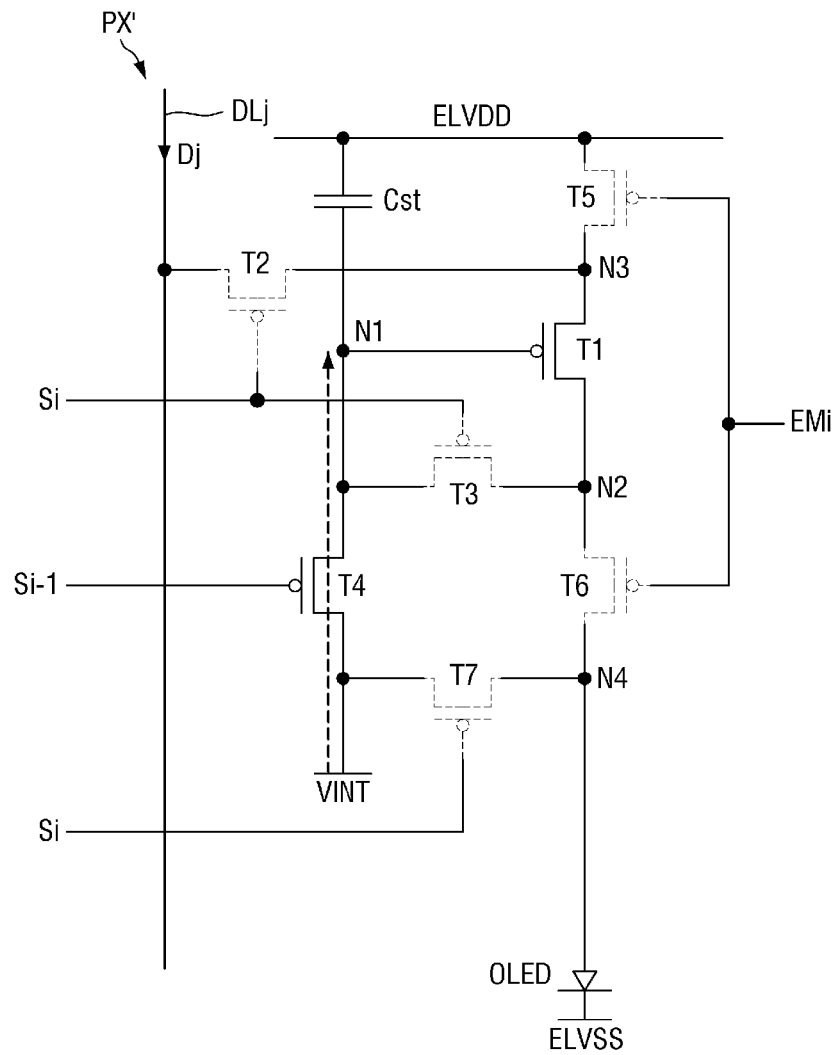 PX'
DLj
ELVDD
Dj
Cst
T5
T2
N3
N1
T1
Si
EMi
T3
N2
Si-1
T4
T6
T7
N4
VINT
Si
OLED
ELVSS